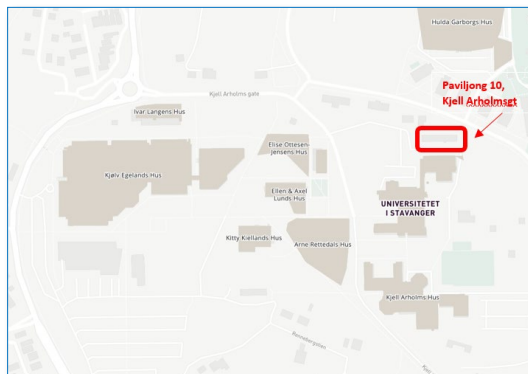 Hulda Garborgs Hus
Paviljong 10,
Kjell Arholmsgt
Kjell Arholms gate
Ivar Langens Hus
Elise Ottesen-
Jensens Hus
Kjølv Egelands Hus
Ellen & Axel
Lunds Hus
UNIVERSITETET
I STAVANGER
Kitty Kiellands Hus
Arne Rettedals Hus
Kjell Arholms Hus
Rennebergstien